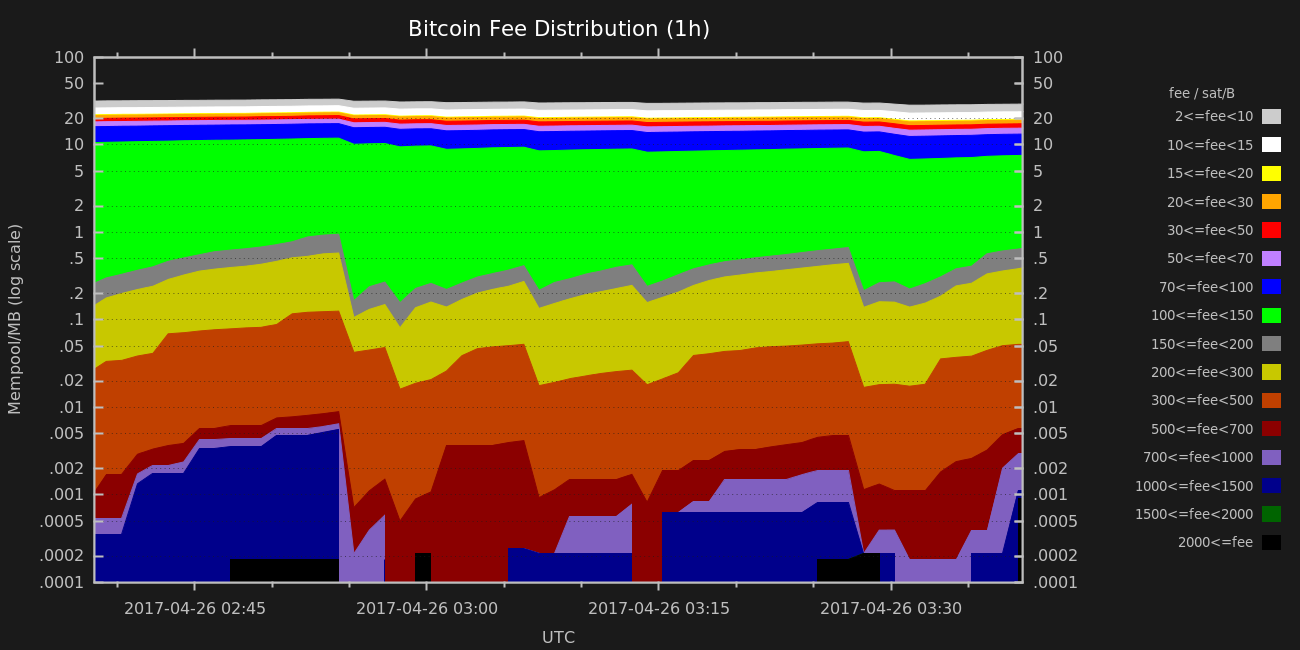 Bitcoin Fee Distribution (1h)
100
50
20
10
5
2
1
.5
.2
.1
.05
.02
.01
.005
.002
.001
.0005
.0002
.0001
Mempool/MB (log scale)
100
50
20
10
5
2
1
.5
.2
.1
.05
.02
.01
.005
.002
.001
.0005
.0002
.0001
2017-04-26 02:45
2017-04-26 03:00
2017-04-26 03:15
2017-04-26 03:30
UTC
fee / sat/B
2<=fee<10
10<=fee<15
15<=fee<20
20<=fee<30
30<=fee<50
50<=fee<70
70<=fee<100
100<=fee<150
150<=fee<200
200<=fee<300
300<=fee<500
500<=fee<700
700<=fee<1000
1000<=fee<1500
1500<=fee<2000
2000<=fee